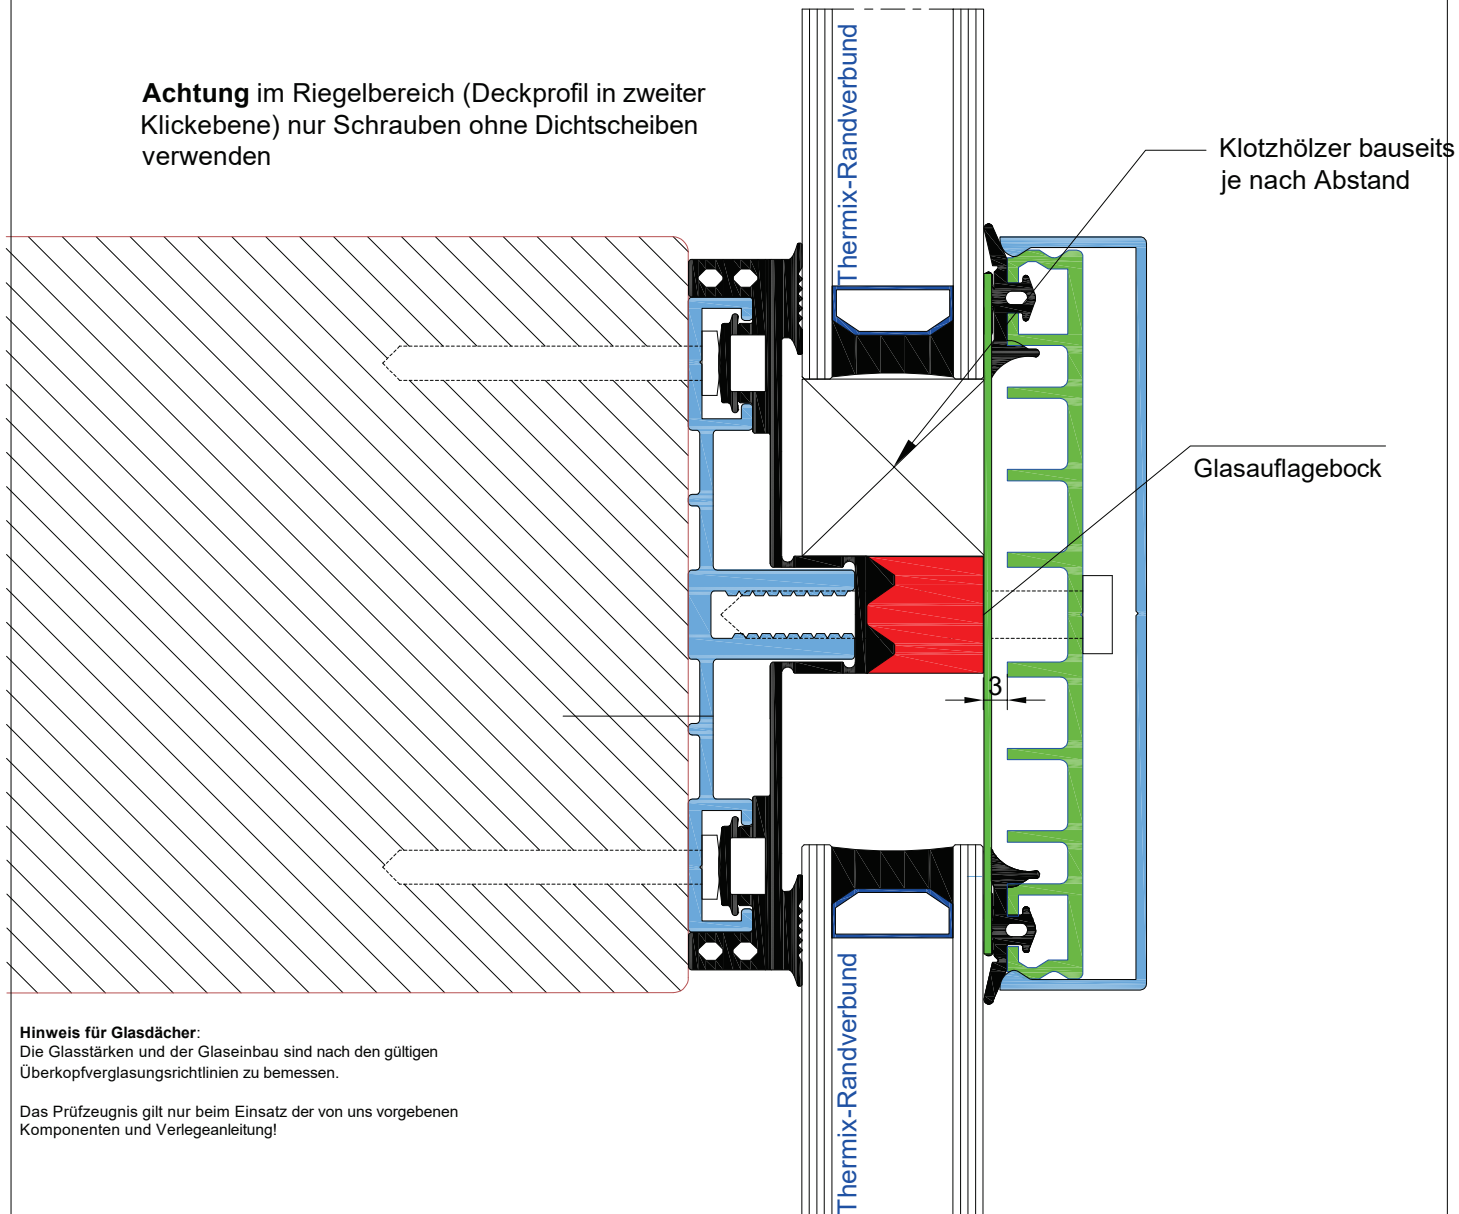 Achtung im Riegelbereich (Deckprofil in zweiter
Klickebene) nur Schrauben ohne Dichtscheiben
verwenden
Thermix-Randverbund
Klotzhölzer bauseits
je nach Abstand
Glasauflagebock
3
Hinweis für Glasdächer:
Die Glasstärken und der Glaseinbau sind nach den gültigen
Überkopfverglasungsrichtlinien zu bemessen.
Das Prüfzeugnis gilt nur beim Einsatz der von uns vorgebenen
Komponenten und Verlegeanleitung!
Thermix-Randverbund